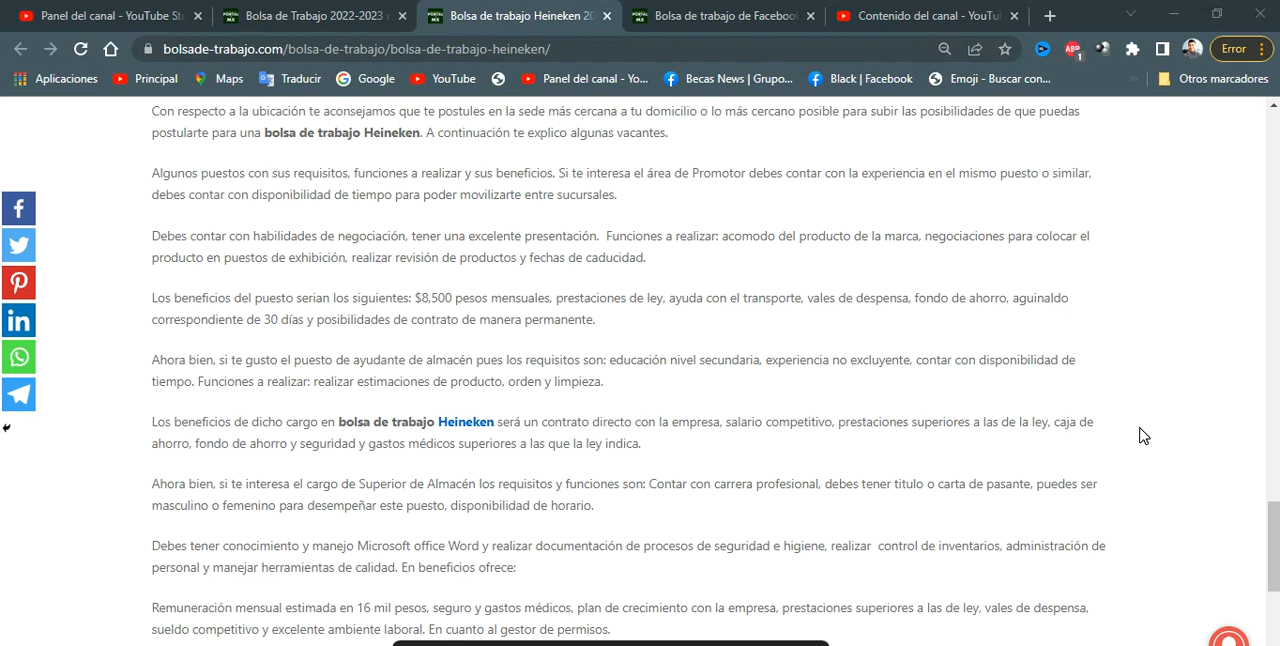 Panel del canal - YouTube Stu
Bolsa de Trabajo 2022-2023
Bolsa de trabajo Heineken 20
Bolsa de trabajo de Facebook
Contenido del canal - YouTu
bolsade-trabajo.com/bolsa-de-trabajo/bolsa-de-trabajo-heineken/
Error
Aplicaciones
Principal
Maps
Traducir
Google
YouTube
Panel del canal - Yo...
Becas News | Grupo...
Black | Facebook
Emoji - Buscar con...
Otros marcadores
Con respecto a la ubicación te aconsejamos que te postules en la sede más cercana a tu domicilio o lo más cercano posible para subir las posibilidades de que puedas
postularte para una bolsa de trabajo Heineken. A continuación te explico algunas vacantes.
Algunos puestos con sus requisitos, funciones a realizar y sus beneficios. Si te interesa el área de Promotor debes contar con la experiencia en el mismo puesto o similar,
debes contar con disponibilidad de tiempo para poder movilizarte entre sucursales.
Debes contar con habilidades de negociación, tener una excelente presentación. Funciones a realizar: acomodo del producto de la marca, negociaciones para colocar el
producto en puestos de exhibición, realizar revisión de productos y fechas de caducidad.
Los beneficios del puesto serian los siguientes: $8,500 pesos mensuales, prestaciones de ley, ayuda con el transporte, vales de despensa, fondo de ahorro, aguinaldo
correspondiente de 30 días y posibilidades de contrato de manera permanente.
Ahora bien, si te gusto el puesto de ayudante de almacén pues los requisitos son: educación nivel secundaria, experiencia no excluyente, contar con disponibilidad de
tiempo. Funciones a realizar: realizar estimaciones de producto, orden y limpieza.
Los beneficios de dicho cargo en bolsa de trabajo Heineken será un contrato directo con la empresa, salario competitivo, prestaciones superiores a las de la ley, caja de
ahorro, fondo de ahorro y seguridad y gastos médicos superiores a las que la ley indica.
Ahora bien, si te interesa el cargo de Superior de Almacén los requisitos y funciones son: Contar con carrera profesional, debes tener titulo o carta de pasante, puedes ser
masculino o femenino para desempeñar este puesto, disponibilidad de horario.
Debes tener conocimiento y manejo Microsoft office Word y realizar documentación de procesos de seguridad e higiene, realizar control de inventarios, administración de
personal y manejar herramientas de calidad. En beneficios ofrece:
Remuneración mensual estimada en 16 mil pesos, seguro y gastos médicos, plan de crecimiento con la empresa, prestaciones superiores a las de ley, vales de despensa,
sueldo competitivo y excelente ambiente laboral. En cuanto al gestor de permisos.